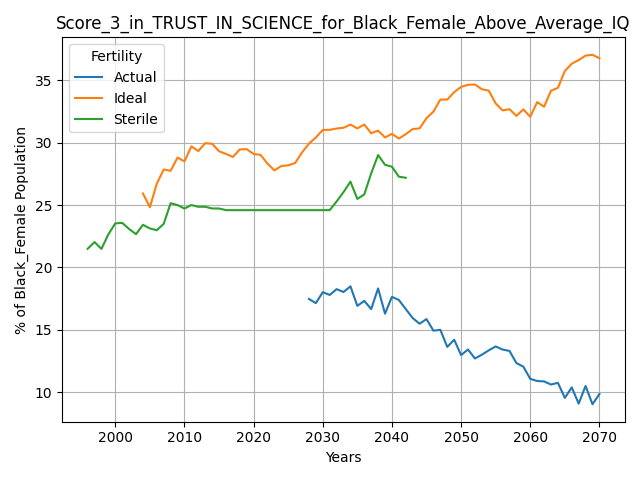 Score_3_in_TRUST_IN_SCIENCE_for_Black_Female_Above_Average_IQ
Fertility
Actual
Ideal
Sterile
% of Black_Female Population
35
30
25
20
15
10
2000 2010 2020 2030 2040 2050 2060 2070
Years